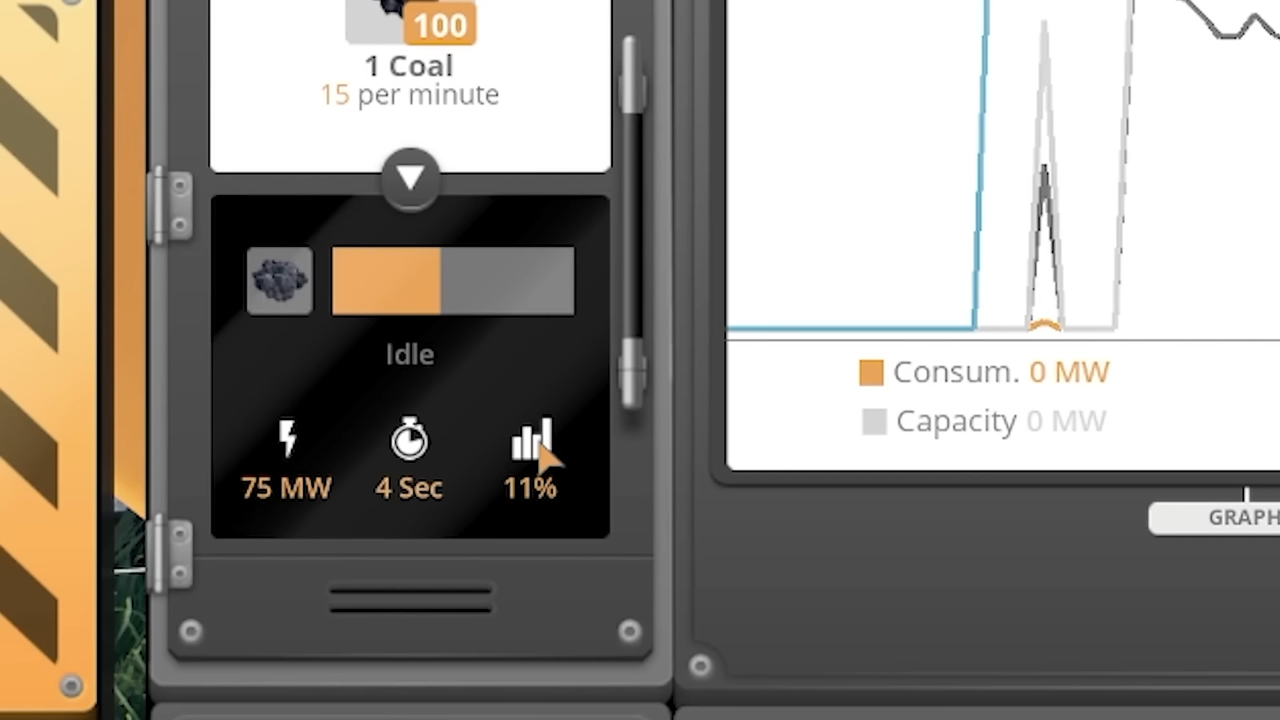 100
1 Coal
15 per minute
Idle
75 MW
4 Sec
11%
Consum. 0 MW
Capacity 0 MW
GRAPH